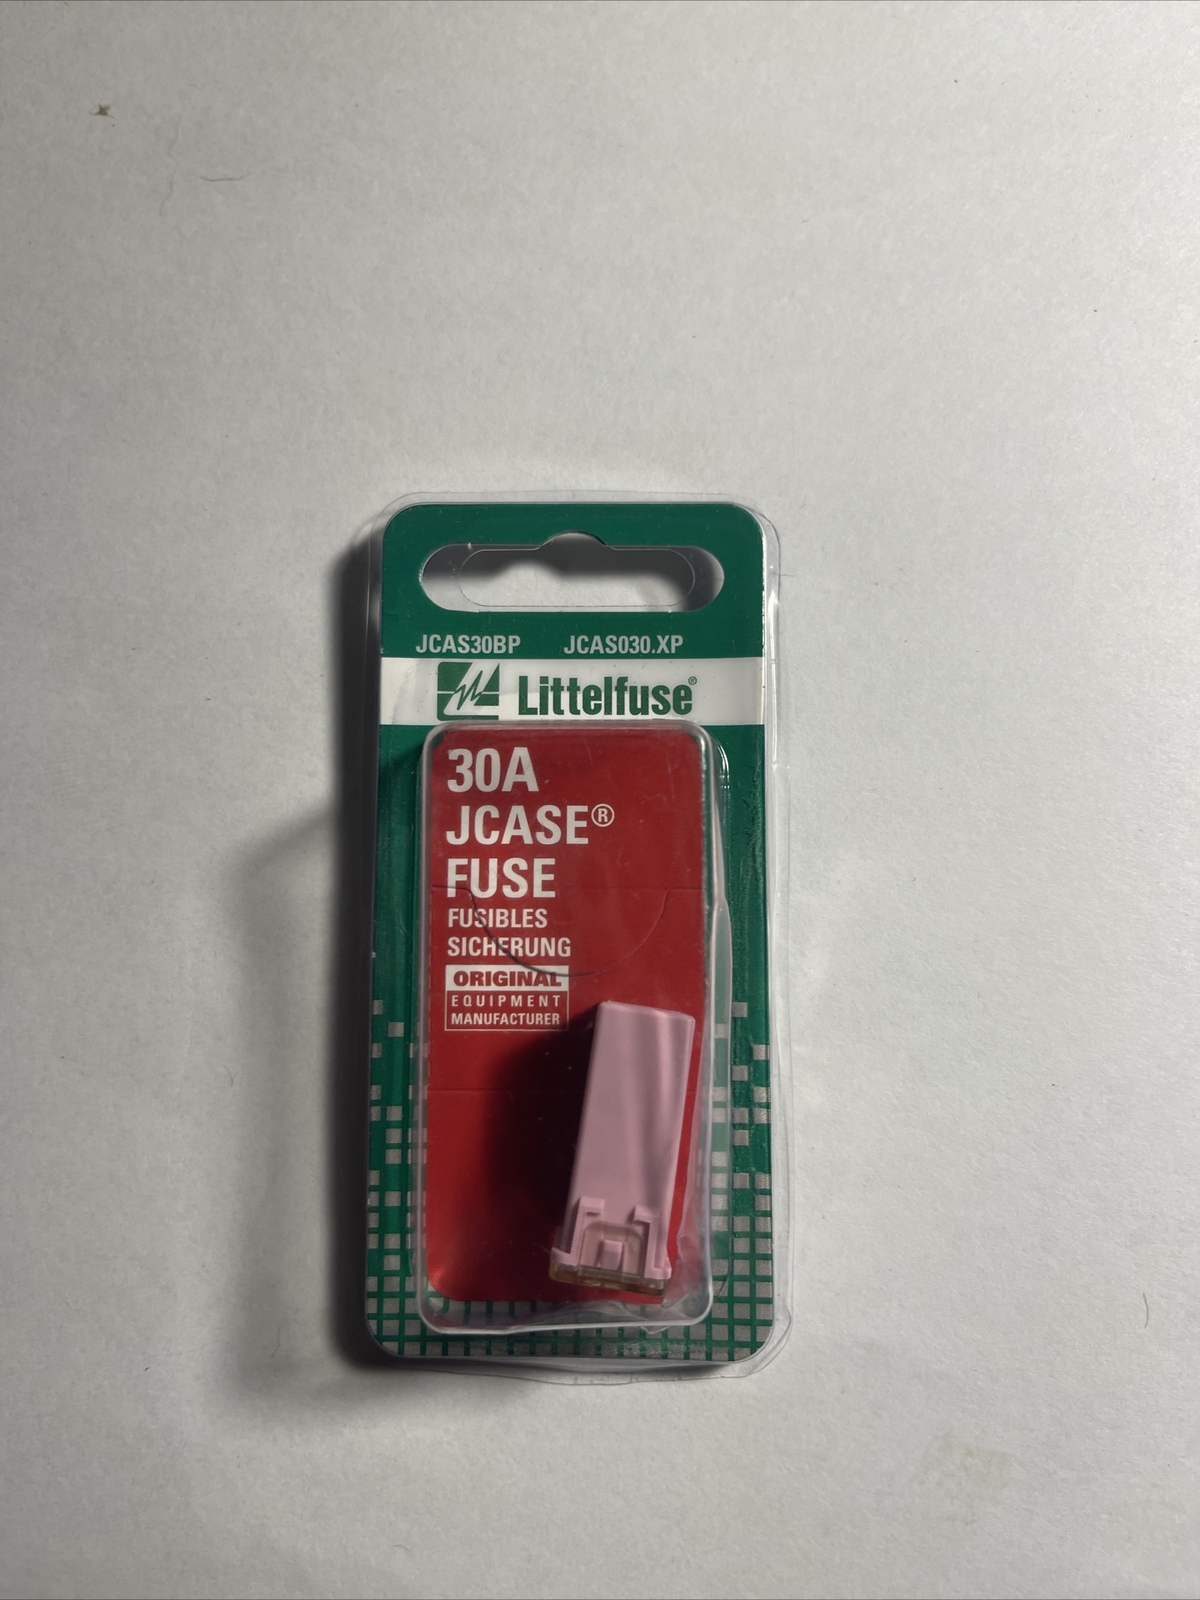 JCAS30BP JCAS030.XP
Littelfuse®
30A
JCASE®
FUSE
FUSIBLES
SICHERUNG
ORIGINAL
EQUIPMENT
MANUFACTURER